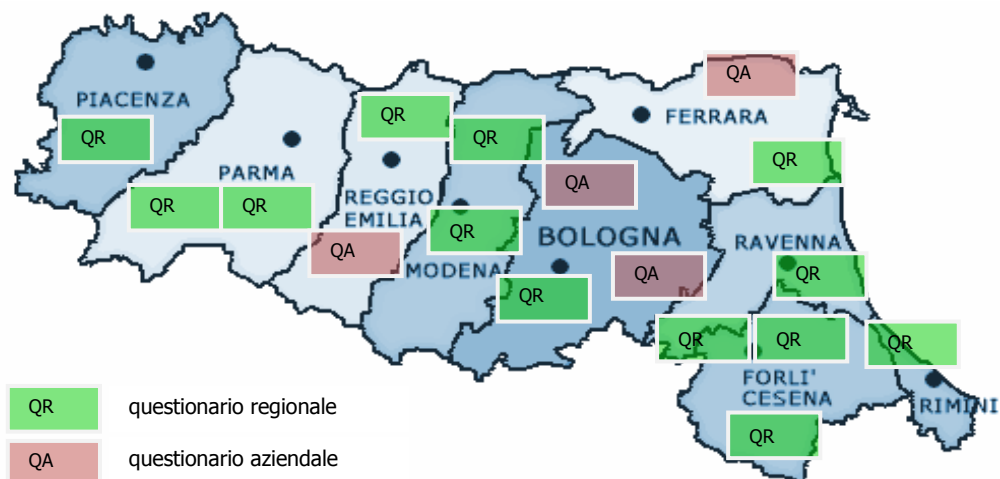 QA
PIACENZA
QR
QR
QR
FERRARA
QR
PARMA
QA
QR
QR
REGGIO
EMILIA
QR
BOLOGNA
RAVENNA
QA
MODENA
QA
QR
QR
QR
QR
QR
FORLI'
CESENA
RIMINI
QR
QR questionario regionale
QA questionario aziendale